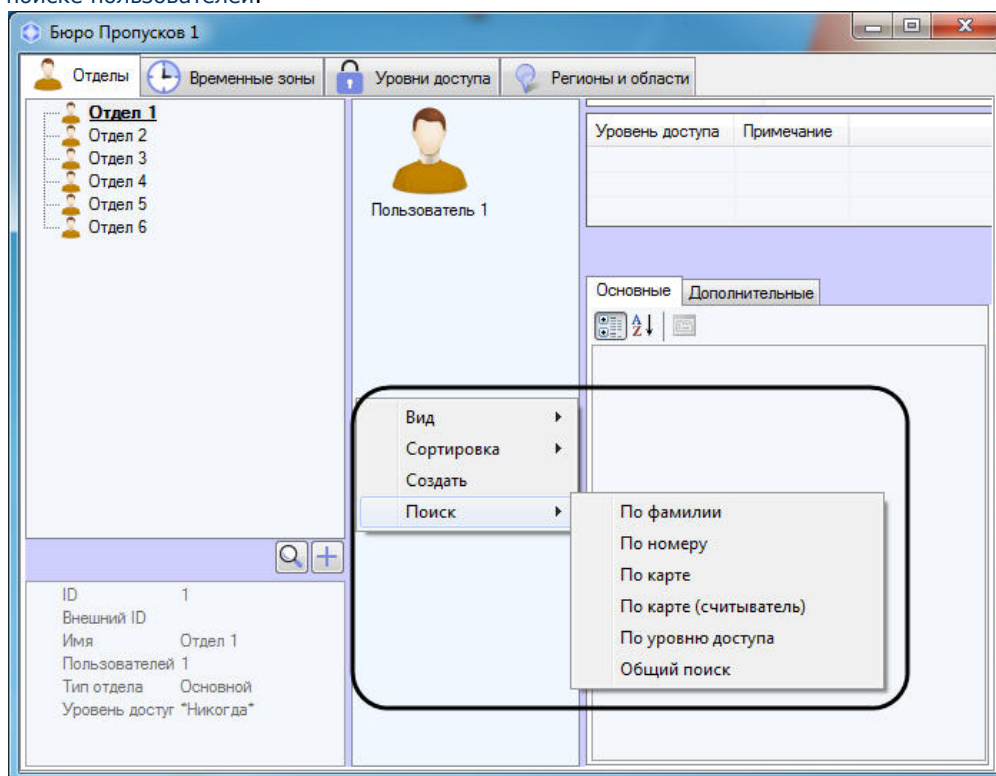 поиске пользователей.
Бюро Пропусков 1
Отделы
Временные зоны
Уровни доступа
Регионы и области
Отдел 1
Отдел 2
Отдел 3
Отдел 4
Отдел 5
Отдел 6
Пользователь 1
Уровень доступа Примечание
Основные Дополнительные
Вид
Сортировка
Создать
Поиск
По фамилии
По номеру
По карте
По карте (считыватель)
По уровню доступа
Общий поиск
ID 1
Внешний ID
Имя Отдел 1
Пользователей 1
Тип отдела Основной
Уровень доступ "Никогда"